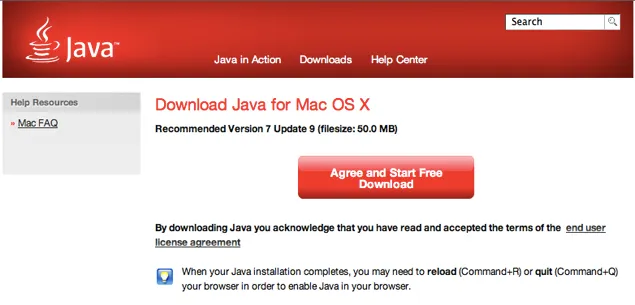 Search
Java™
Java in Action Downloads Help Center
Help Resources
» Mac FAQ
Download Java for Mac OS X
Recommended Version 7 Update 9 (filesize: 50.0 MB)
Agree and Start Free
Download
By downloading Java you acknowledge that you have read and accepted the terms of the end user
license agreement
When your Java installation completes, you may need to reload (Command+R) or quit (Command+Q)
your browser in order to enable Java in your browser.